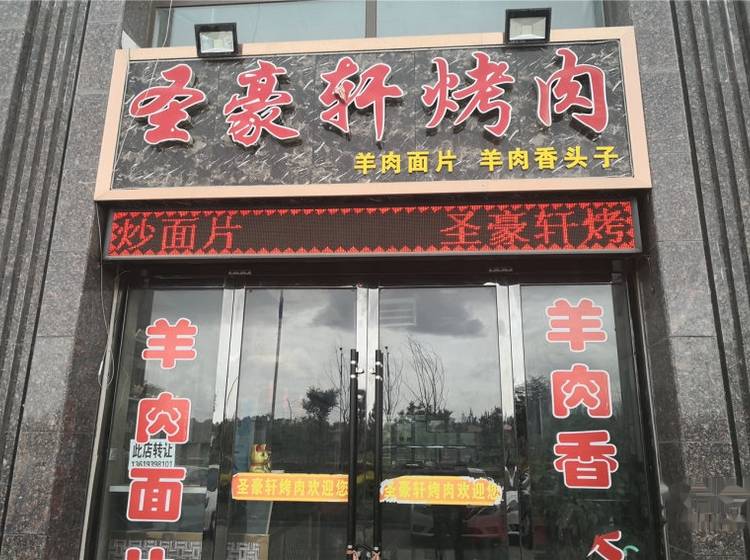 圣豪轩烤肉
羊肉面片 羊肉香头子
炒面片 圣豪轩烤
羊肉面
羊肉香
此店转让
13619398101
圣豪轩烤肉欢迎您
圣豪轩烤肉欢迎您